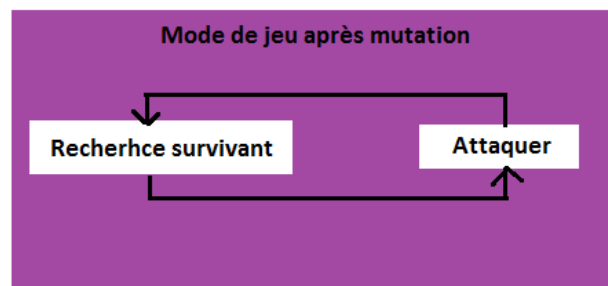 Mode de jeu après mutation
Recherhce survivant
Attaquer